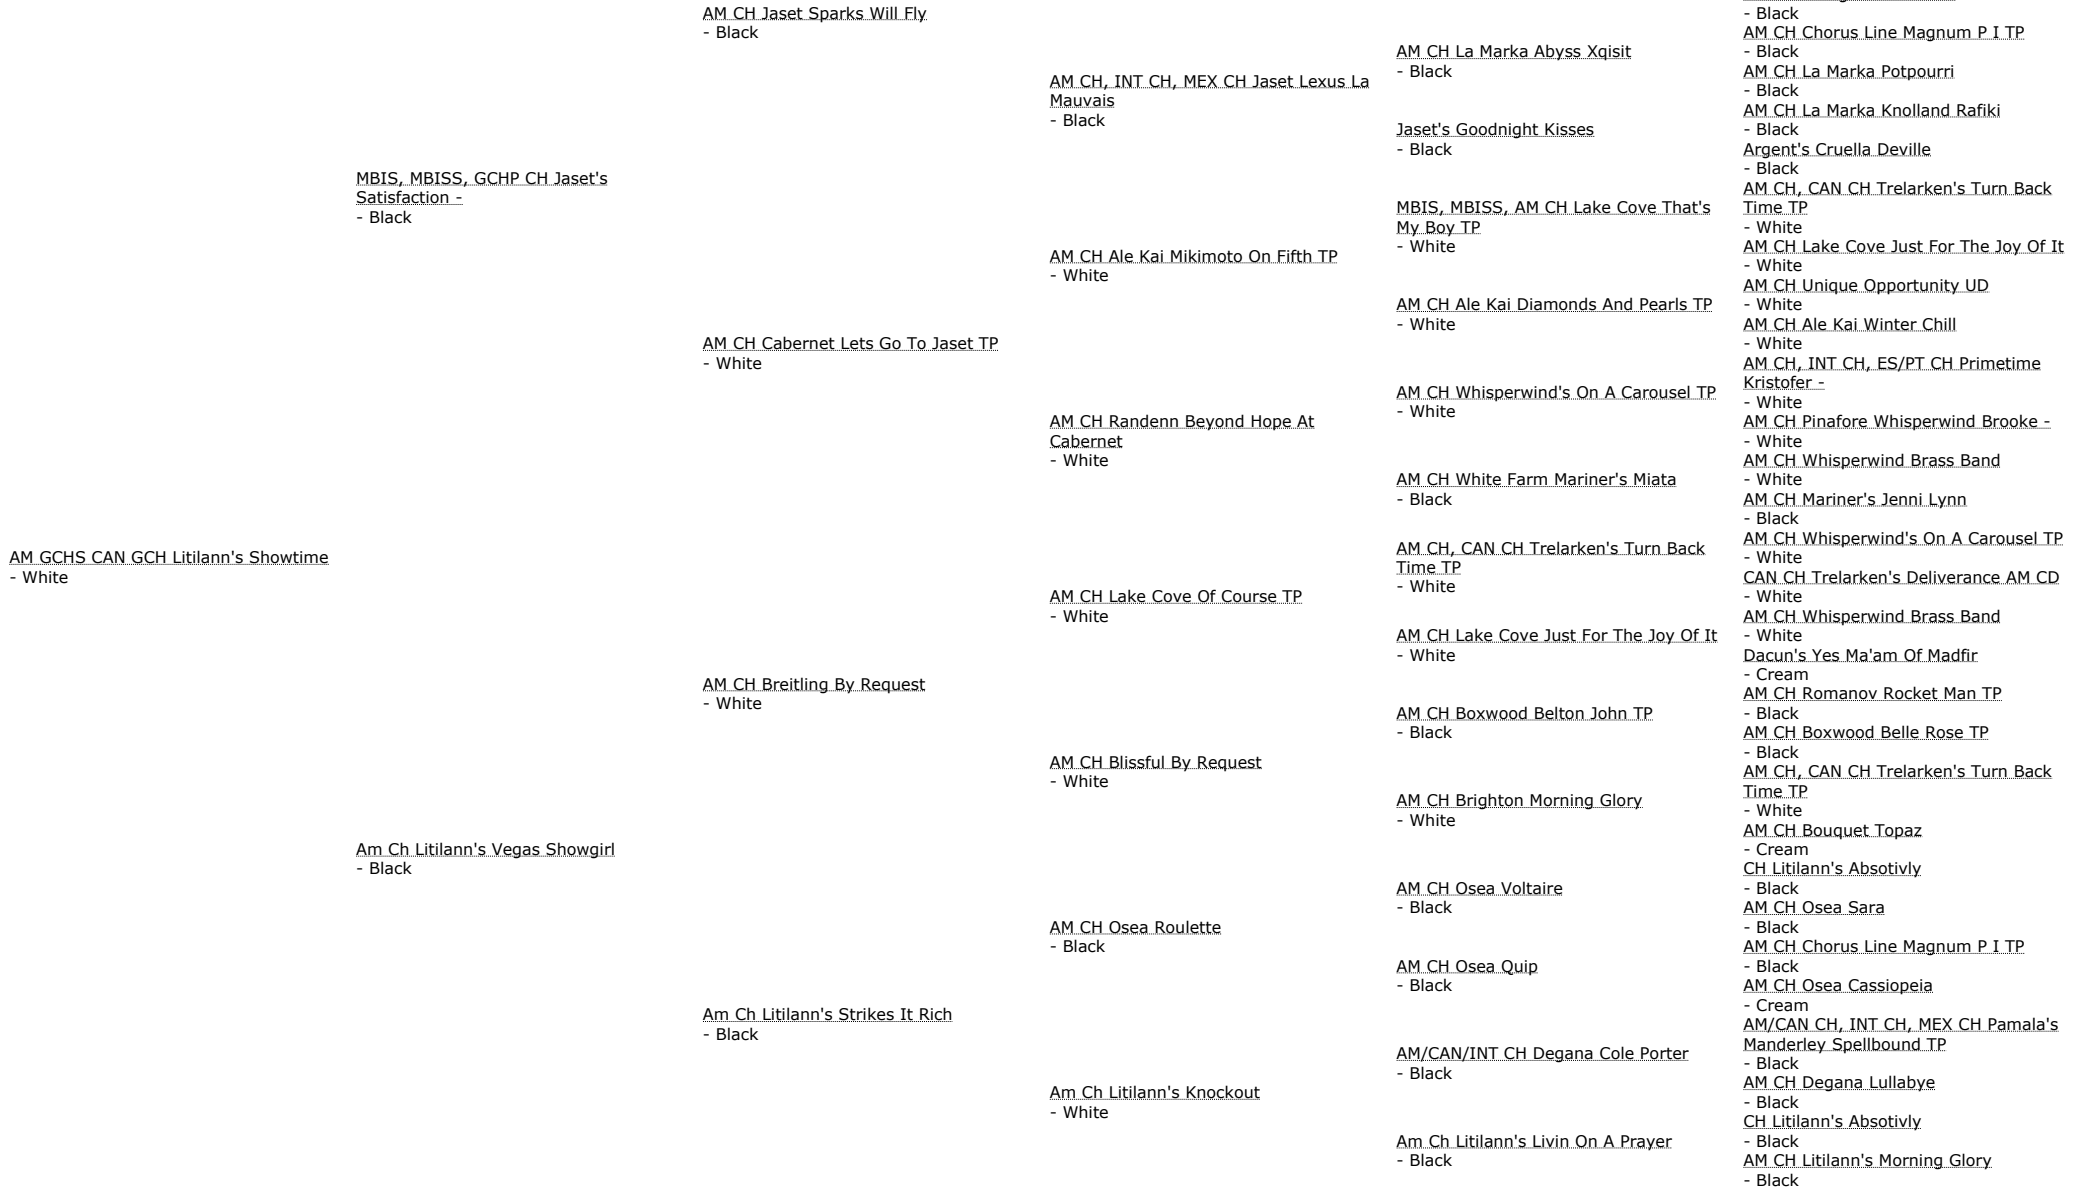 AM CH Jaset Sparks Will Fly
- Black
MBIS, MBISS, GCHP CH Jaset's
Satisfaction -
- Black
AM CH Cabernet Lets Go To Jaset TP
- White
AM GCHS CAN GCH Litilann's Showtime
- White
AM CH Breitling By Request
- White
Am Ch Litilann's Vegas Showgirl
- Black
Am Ch Litilann's Strikes It Rich
- Black
AM CH, INT CH, MEX CH Jaset Lexus La
Mauvais
- Black
AM CH Ale Kai Mikimoto On Fifth TP
- White
AM CH Randenn Beyond Hope At
Cabernet
- White
AM CH Lake Cove Of Course TP
- White
AM CH Blissful By Request
- White
AM CH Osea Roulette
- Black
Am Ch Litilann's Knockout
- White
AM CH La Marka Abyss Xqisit
- Black
Jaset's Goodnight Kisses
- Black
MBIS, MBISS, AM CH Lake Cove That's
My Boy TP
- White
AM CH Ale Kai Diamonds And Pearls TP
- White
AM CH Whisperwind's On A Carousel TP
- White
AM CH White Farm Mariner's Miata
- Black
AM CH, CAN CH Trelarken's Turn Back
Time TP
- White
AM CH Lake Cove Just For The Joy Of It
- White
AM CH Boxwood Belton John TP
- Black
AM CH Brighton Morning Glory
- White
AM CH Osea Voltaire
- Black
AM CH Osea Quip
- Black
AM/CAN/INT CH Degana Cole Porter
- Black
Am Ch Litilann's Livin On A Prayer
- Black
- Black
AM CH Chorus Line Magnum P I TP
- Black
AM CH La Marka Potpourri
- Black
AM CH La Marka Knolland Rafiki
- Black
Argent's Cruella Deville
- Black
AM CH, CAN CH Trelarken's Turn Back
Time TP
- White
AM CH Lake Cove Just For The Joy Of It
- White
AM CH Unique Opportunity UD
- White
AM CH Ale Kai Winter Chill
- White
AM CH, INT CH, ES/PT CH Primetime
Kristofer -
- White
AM CH Pinafore Whisperwind Brooke -
- White
AM CH Whisperwind Brass Band
- White
AM CH Mariner's Jenni Lynn
- Black
AM CH Whisperwind's On A Carousel TP
- White
CAN CH Trelarken's Deliverance AM CD
- White
AM CH Whisperwind Brass Band
- White
Dacun's Yes Ma'am Of Madfir
- Cream
AM CH Romanov Rocket Man TP
- Black
AM CH Boxwood Belle Rose TP
- Black
AM CH, CAN CH Trelarken's Turn Back
Time TP
- White
AM CH Bouquet Topaz
- Cream
CH Litilann's Absotivly
- Black
AM CH Osea Sara
- Black
AM CH Chorus Line Magnum P I TP
- Black
AM CH Osea Cassiopeia
- Cream
AM/CAN CH, INT CH, MEX CH Pamala's
Manderley Spellbound TP
- Black
AM CH Degana Lullabye
- Black
CH Litilann's Absotivly
- Black
AM CH Litilann's Morning Glory
- Black